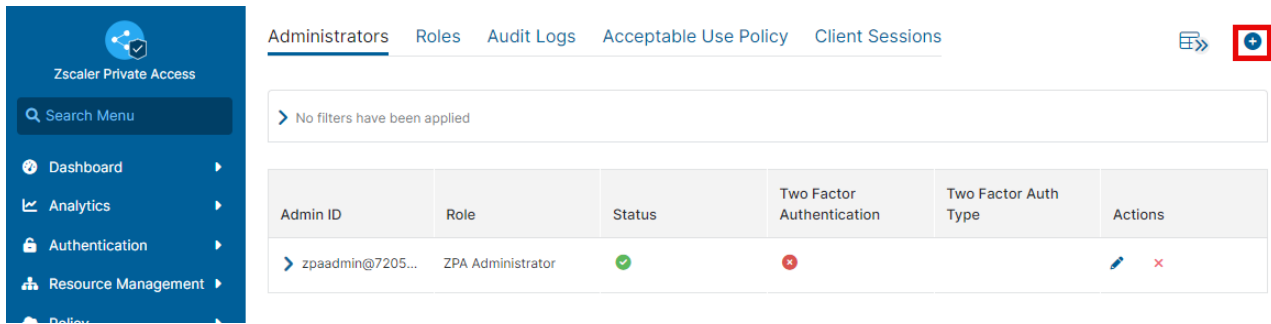 Zscaler Private Access
Search Menu
Dashboard
Analytics
Authentication
Resource Management
Policy
Administrators Roles Audit Logs Acceptable Use Policy Client Sessions
No filters have been applied
Admin ID Role Status Two Factor Authentication Two Factor Auth Type Actions
zpaadmin@7205... ZPA Administrator